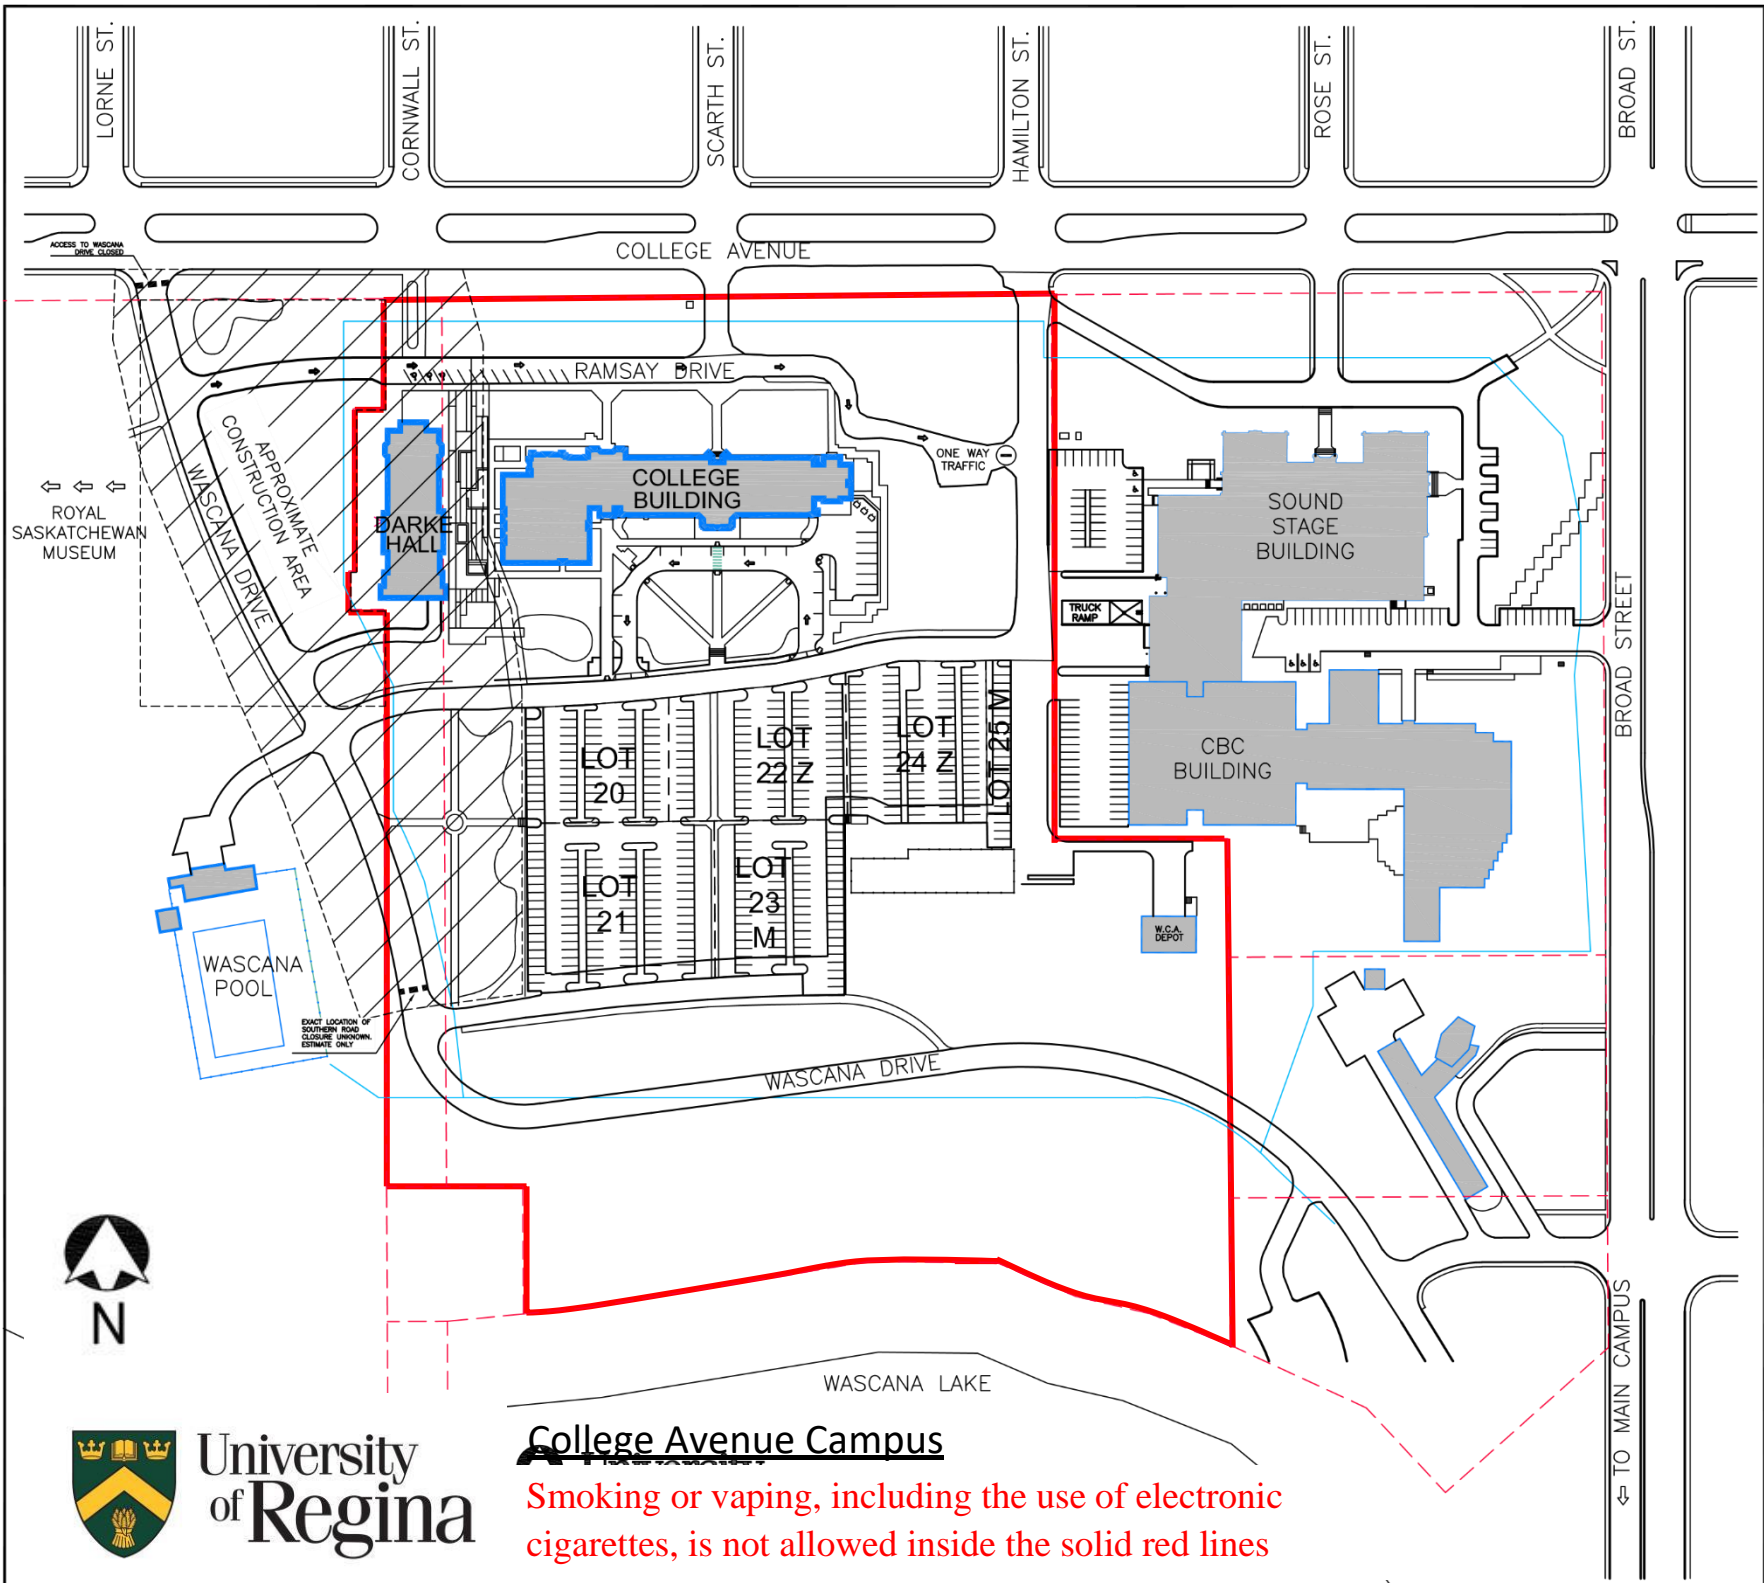 LORNE ST.
CORNWALL ST.
SCARTH ST.
HAMILTON ST.
ROSE ST.
BROAD ST.
COLLEGE AVENUE
ACCESS TO WASCANA
DRIVE CLOSED
RAMSAY DRIVE
ONE WAY
TRAFFIC
ROYAL
SASKATCHEWAN
MUSEUM
WASCANA DRIVE
APPROXIMATE
CONSTRUCTION AREA
DARKE
HALL
COLLEGE
BUILDING
SOUND
STAGE
BUILDING
TRUCK
RAMP
BROAD STREET
CBC
BUILDING
LOT
20
LOT
22 Z
LOT
24 Z
LOT 25 M
LOT
21
LOT
23
M
W.C.A.
DEPOT
WASCANA
POOL
EXACT LOCATION OF
SOUTHERN ROAD
CLOSURE UNKNOWN.
ESTIMATE ONLY
WASCANA DRIVE
N
WASCANA LAKE
TO MAIN CAMPUS
University
of Regina
College Avenue Campus
Smoking or vaping, including the use of electronic
cigarettes, is not allowed inside the solid red lines